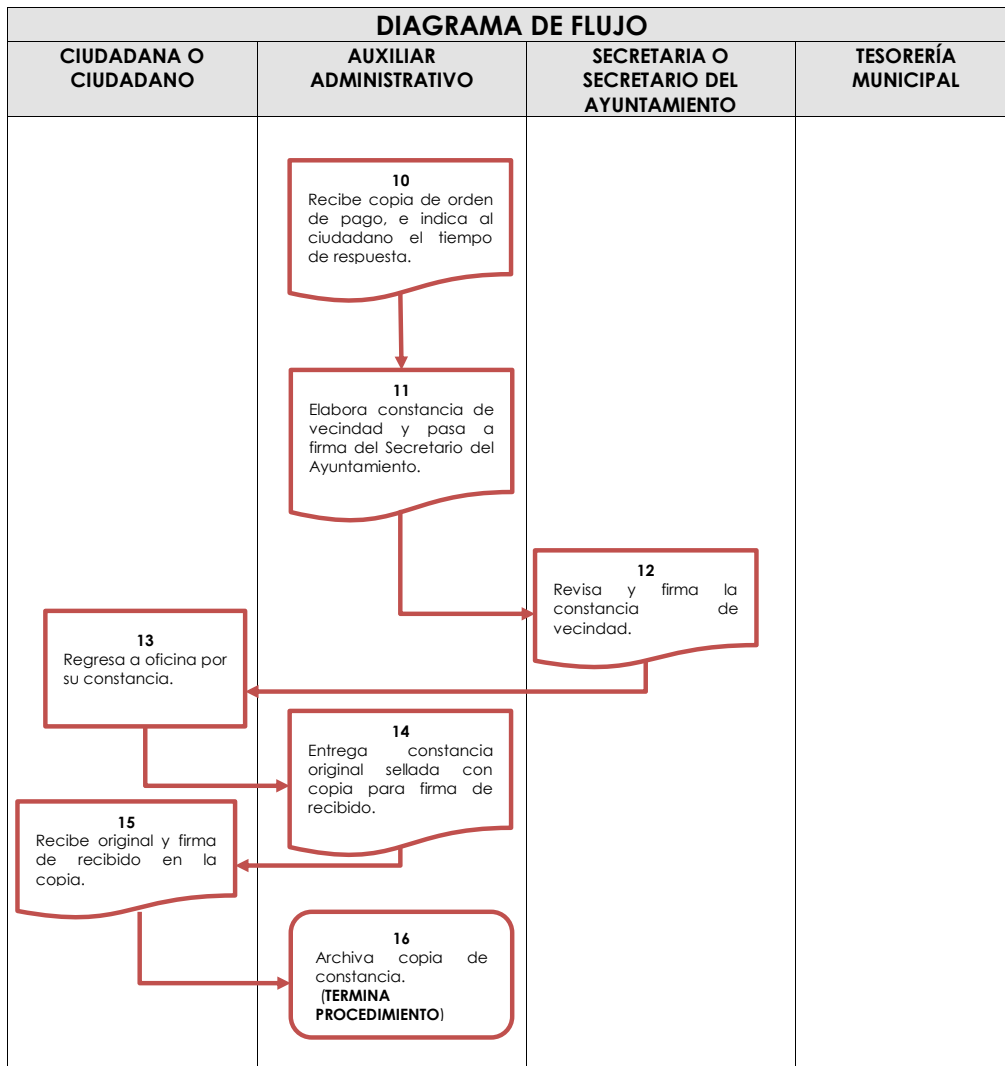 DIAGRAMA DE FLUJO
CIUDADANA O
CIUDADANO
AUXILIAR
ADMINISTRATIVO
SECRETARIA O
SECRETARIO DEL
AYUNTAMIENTO
TESORERÍA
MUNICIPAL
10
Recibe copia de orden
de pago, e indica al
ciudadano el tiempo
de respuesta.
11
Elabora constancia de
vecindad y pasa a
firma del Secretario del
Ayuntamiento.
12
Revisa y firma la
constancia de
vecindad.
13
Regresa a oficina por
su constancia.
14
Entrega constancia
original sellada con
copia para firma de
recibido.
15
Recibe original y firma
de recibido en la
copia.
16
Archiva copia de
constancia.
(TERMINA
PROCEDIMIENTO)